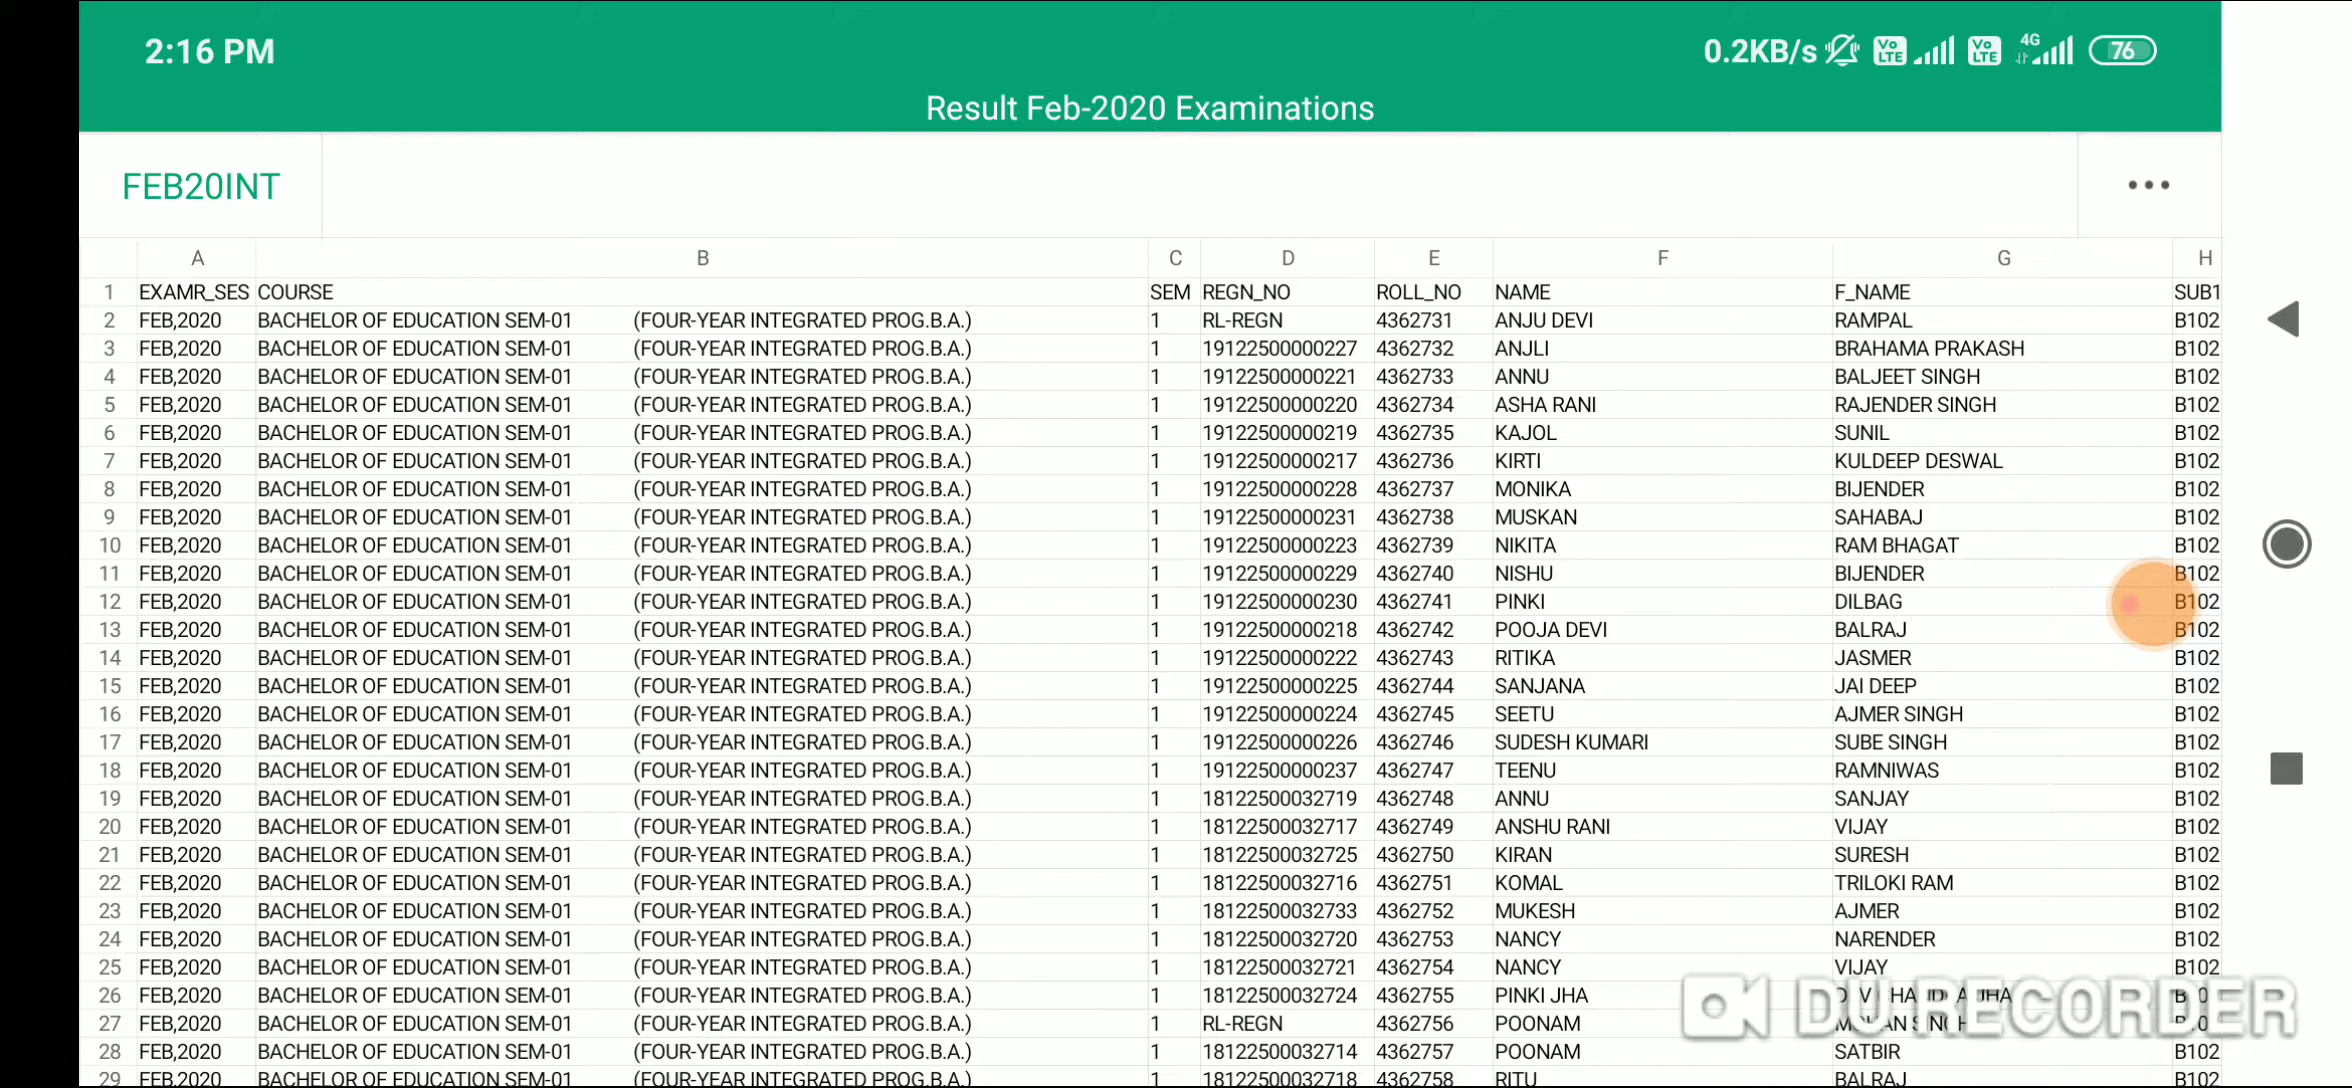 2:16 PM 0.2KB/s Vo LTE Vo LTE 4G 76
Result Feb-2020 Examinations
FEB20INT
A B C D E F G H
1 EXAMR_SES COURSE SEM REGN_NO ROLL_NO NAME F_NAME SUB1
2 FEB,2020 BACHELOR OF EDUCATION SEM-01 (FOUR-YEAR INTEGRATED PROG.B.A.) 1 RL-REGN 4362731 ANJU DEVI RAMPAL B102
3 FEB,2020 BACHELOR OF EDUCATION SEM-01 (FOUR-YEAR INTEGRATED PROG.B.A.) 1 19122500000227 4362732 ANJLI BRAHAMA PRAKASH B102
4 FEB,2020 BACHELOR OF EDUCATION SEM-01 (FOUR-YEAR INTEGRATED PROG.B.A.) 1 19122500000221 4362733 ANNU BALJEET SINGH B102
5 FEB,2020 BACHELOR OF EDUCATION SEM-01 (FOUR-YEAR INTEGRATED PROG.B.A.) 1 19122500000220 4362734 ASHA RANI RAJENDER SINGH B102
6 FEB,2020 BACHELOR OF EDUCATION SEM-01 (FOUR-YEAR INTEGRATED PROG.B.A.) 1 19122500000219 4362735 KAJOL SUNIL B102
7 FEB,2020 BACHELOR OF EDUCATION SEM-01 (FOUR-YEAR INTEGRATED PROG.B.A.) 1 19122500000217 4362736 KIRTI KULDEEP DESWAL B102
8 FEB,2020 BACHELOR OF EDUCATION SEM-01 (FOUR-YEAR INTEGRATED PROG.B.A.) 1 19122500000228 4362737 MONIKA BIJENDER B102
9 FEB,2020 BACHELOR OF EDUCATION SEM-01 (FOUR-YEAR INTEGRATED PROG.B.A.) 1 19122500000231 4362738 MUSKAN SAHABAJ B102
10 FEB,2020 BACHELOR OF EDUCATION SEM-01 (FOUR-YEAR INTEGRATED PROG.B.A.) 1 19122500000223 4362739 NIKITA RAM BHAGAT B102
11 FEB,2020 BACHELOR OF EDUCATION SEM-01 (FOUR-YEAR INTEGRATED PROG.B.A.) 1 19122500000229 4362740 NISHU BIJENDER B102
12 FEB,2020 BACHELOR OF EDUCATION SEM-01 (FOUR-YEAR INTEGRATED PROG.B.A.) 1 19122500000230 4362741 PINKI DILBAG B102
13 FEB,2020 BACHELOR OF EDUCATION SEM-01 (FOUR-YEAR INTEGRATED PROG.B.A.) 1 19122500000218 4362742 POOJA DEVI BALRAJ B102
14 FEB,2020 BACHELOR OF EDUCATION SEM-01 (FOUR-YEAR INTEGRATED PROG.B.A.) 1 19122500000222 4362743 RITIKA JASMER B102
15 FEB,2020 BACHELOR OF EDUCATION SEM-01 (FOUR-YEAR INTEGRATED PROG.B.A.) 1 19122500000225 4362744 SANJANA JAI DEEP B102
16 FEB,2020 BACHELOR OF EDUCATION SEM-01 (FOUR-YEAR INTEGRATED PROG.B.A.) 1 19122500000224 4362745 SEETU AJMER SINGH B102
17 FEB,2020 BACHELOR OF EDUCATION SEM-01 (FOUR-YEAR INTEGRATED PROG.B.A.) 1 19122500000226 4362746 SUDESH KUMARI SUBE SINGH B102
18 FEB,2020 BACHELOR OF EDUCATION SEM-01 (FOUR-YEAR INTEGRATED PROG.B.A.) 1 19122500000237 4362747 TEENU RAMNIWAS B102
19 FEB,2020 BACHELOR OF EDUCATION SEM-01 (FOUR-YEAR INTEGRATED PROG.B.A.) 1 18122500032719 4362748 ANNU SANJAY B102
20 FEB,2020 BACHELOR OF EDUCATION SEM-01 (FOUR-YEAR INTEGRATED PROG.B.A.) 1 18122500032717 4362749 ANSHU RANI VIJAY B102
21 FEB,2020 BACHELOR OF EDUCATION SEM-01 (FOUR-YEAR INTEGRATED PROG.B.A.) 1 18122500032725 4362750 KIRAN SURESH B102
22 FEB,2020 BACHELOR OF EDUCATION SEM-01 (FOUR-YEAR INTEGRATED PROG.B.A.) 1 18122500032716 4362751 KOMAL TRILOKI RAM B102
23 FEB,2020 BACHELOR OF EDUCATION SEM-01 (FOUR-YEAR INTEGRATED PROG.B.A.) 1 18122500032733 4362752 MUKESH AJMER B102
24 FEB,2020 BACHELOR OF EDUCATION SEM-01 (FOUR-YEAR INTEGRATED PROG.B.A.) 1 18122500032720 4362753 NANCY NARENDER B102
25 FEB,2020 BACHELOR OF EDUCATION SEM-01 (FOUR-YEAR INTEGRATED PROG.B.A.) 1 18122500032721 4362754 NANCY VIJAY B102
26 FEB,2020 BACHELOR OF EDUCATION SEM-01 (FOUR-YEAR INTEGRATED PROG.B.A.) 1 18122500032724 4362755 PINKI JHA
DU RECORDER
27 FEB,2020 BACHELOR OF EDUCATION SEM-01 (FOUR-YEAR INTEGRATED PROG.B.A.) 1 RL-REGN 4362756 POONAM
28 FEB,2020 BACHELOR OF EDUCATION SEM-01 (FOUR-YEAR INTEGRATED PROG.B.A.) 1 18122500032714 4362757 POONAM SATBIR B102
29 FEB,2020 BACHELOR OF EDUCATION SEM-01 (FOUR-YEAR INTEGRATED PROG.B.A.) 1 18122500032718 4362758 RITU BALRAJ B102